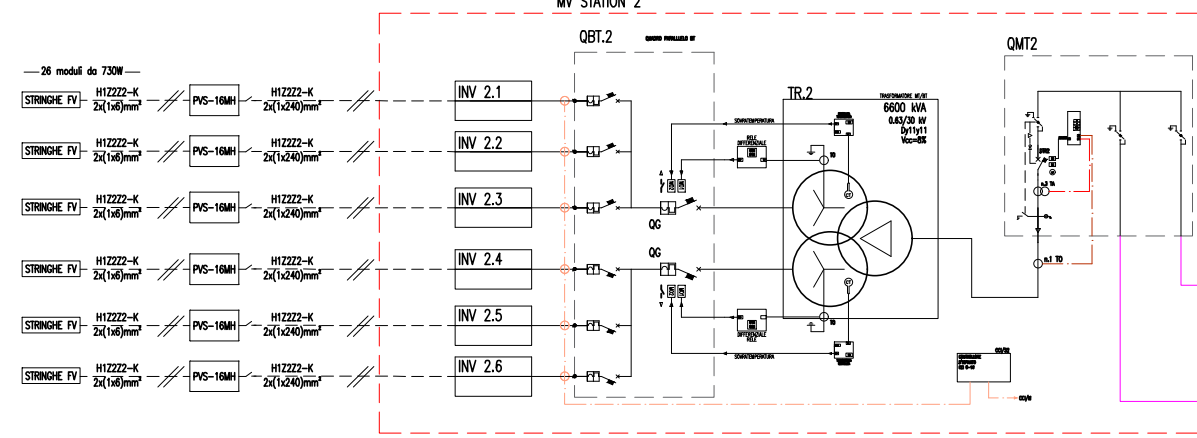 MV STATION 2
QBT.2
QUADRO PARALLELO BT
QMT2
26 moduli da 730W
STRINGHE FV
H1Z2Z2-K
2x(1x6)mm²
PVS-16MH
H1Z2Z2-K
2x(1x240)mm²
INV 2.1
STRINGHE FV
H1Z2Z2-K
2x(1x6)mm²
PVS-16MH
H1Z2Z2-K
2x(1x240)mm²
INV 2.2
STRINGHE FV
H1Z2Z2-K
2x(1x6)mm²
PVS-16MH
H1Z2Z2-K
2x(1x240)mm²
INV 2.3
STRINGHE FV
H1Z2Z2-K
2x(1x6)mm²
PVS-16MH
H1Z2Z2-K
2x(1x240)mm²
INV 2.4
STRINGHE FV
H1Z2Z2-K
2x(1x6)mm²
PVS-16MH
H1Z2Z2-K
2x(1x240)mm²
INV 2.5
STRINGHE FV
H1Z2Z2-K
2x(1x6)mm²
PVS-16MH
H1Z2Z2-K
2x(1x240)mm²
INV 2.6
QG
QG
TR.2
TRASFORMATORE MT/BT
6600 kVA
0.63/30 kV
Dy11y11
Vcc=8%
SOVRATEMPERATURA
RELE
DIFFERENZIALE
TO
CT
CT
TO
DIFFERENZIALE
RELE
SOVRATEMPERATURA
n.3 TA
n.1 TO